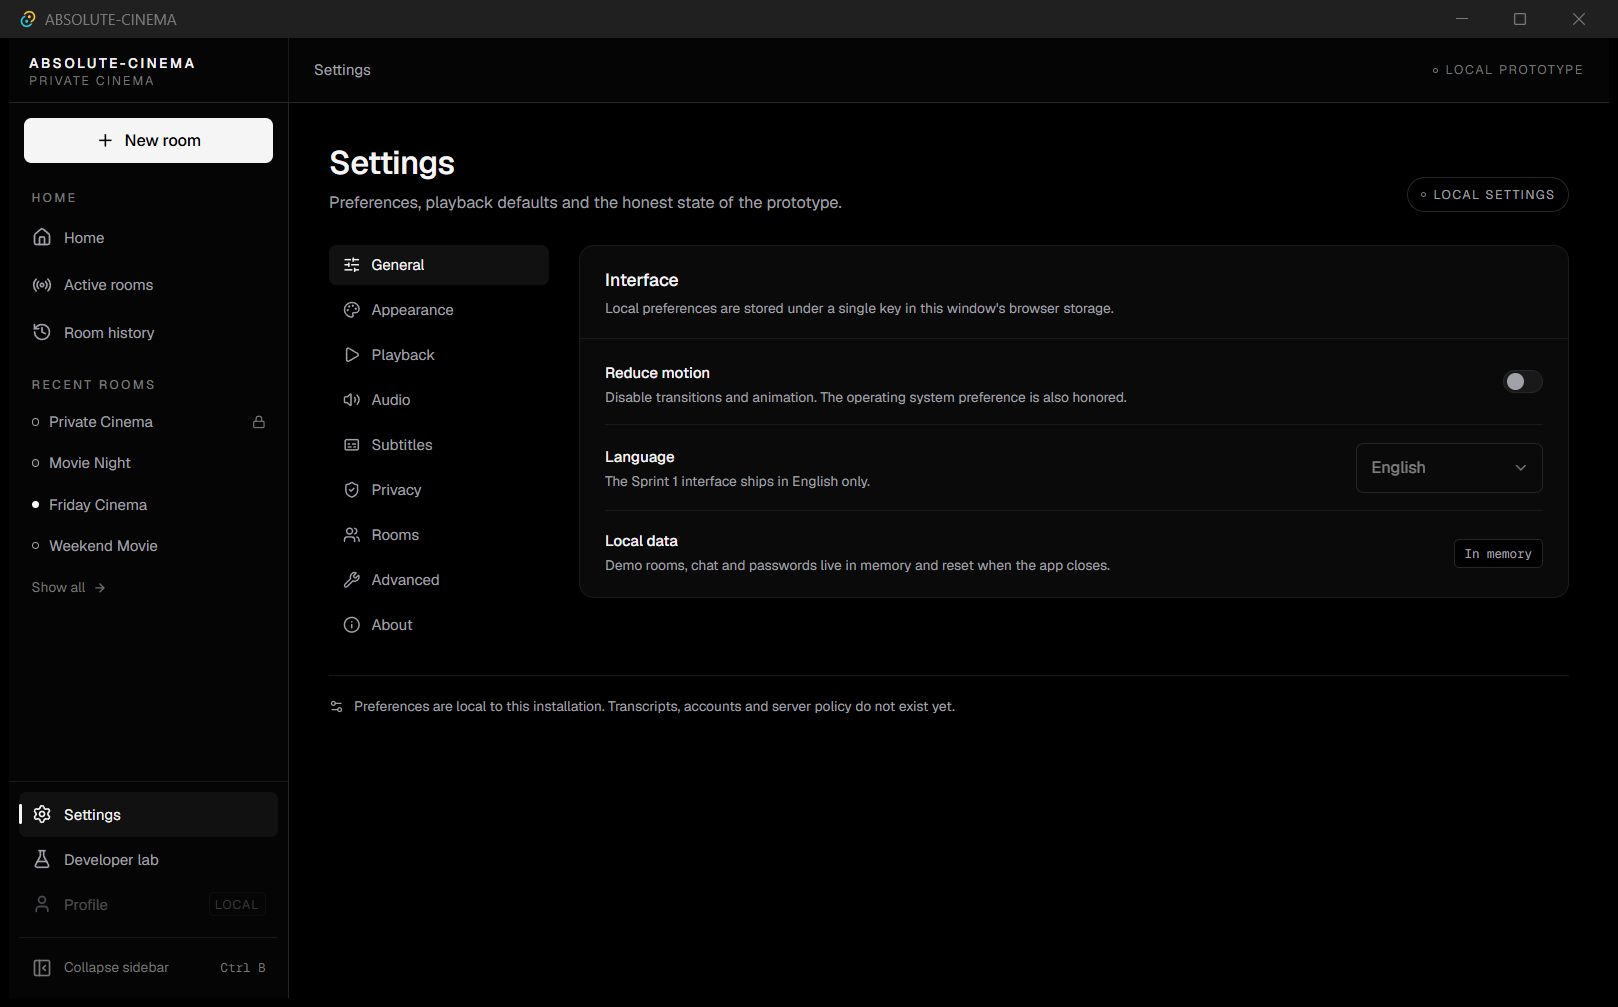 ABSOLUTE-CINEMA
ABSOLUTE-CINEMA
PRIVATE CINEMA
Settings
LOCAL PROTOTYPE
New room
HOME
Home
Active rooms
Room history
RECENT ROOMS
Private Cinema
Movie Night
Friday Cinema
Weekend Movie
Show all
Settings
Developer lab
Profile
LOCAL
Collapse sidebar
Ctrl B
Settings
Preferences, playback defaults and the honest state of the prototype.
LOCAL SETTINGS
General
Appearance
Playback
Audio
Subtitles
Privacy
Rooms
Advanced
About
Interface
Local preferences are stored under a single key in this window's browser storage.
Reduce motion
Disable transitions and animation. The operating system preference is also honored.
Language
The Sprint 1 interface ships in English only.
English
Local data
Demo rooms, chat and passwords live in memory and reset when the app closes.
In memory
Preferences are local to this installation. Transcripts, accounts and server policy do not exist yet.